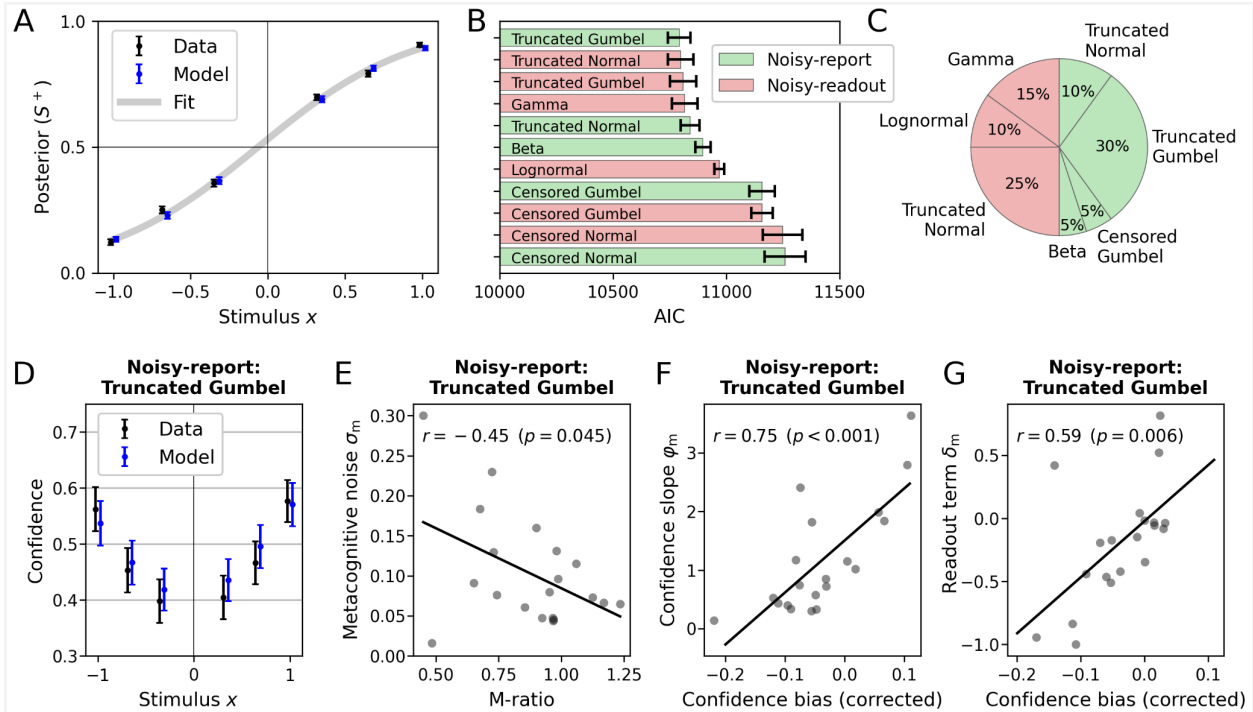 A
1.0
0.5
0.0
Posterior (S⁺)
Data
Model
Fit
−1.0
−0.5
0.0
0.5
1.0
Stimulus x
B
Truncated Gumbel
Truncated Normal
Truncated Gumbel
Gamma
Truncated Normal
Beta
Lognormal
Censored Gumbel
Censored Gumbel
Censored Normal
Censored Normal
Noisy-report
Noisy-readout
10000
10500
11000
11500
AIC
C
Truncated
Normal
Gamma
15%
10%
Lognormal
10%
30%
Truncated
Gumbel
25%
Truncated
Normal
5%
5%
Beta
Censored
Gumbel
D
Noisy-report:
Truncated Gumbel
Data
Model
0.7
0.6
0.5
0.4
0.3
Confidence
−1
0
1
Stimulus x
E
Noisy-report:
Truncated Gumbel
r = −0.45 (p = 0.045)
0.30
0.25
0.20
0.15
0.10
0.05
0.00
Metacognitive noise σₘ
0.50
0.75
1.00
1.25
M-ratio
F
Noisy-report:
Truncated Gumbel
r = 0.75 (p < 0.001)
3
2
1
0
Confidence slope φₘ
−0.2
−0.1
0.0
0.1
Confidence bias (corrected)
G
Noisy-report:
Truncated Gumbel
r = 0.59 (p = 0.006)
0.5
0.0
−0.5
−1.0
Readout term δₘ
−0.2
−0.1
0.0
0.1
Confidence bias (corrected)